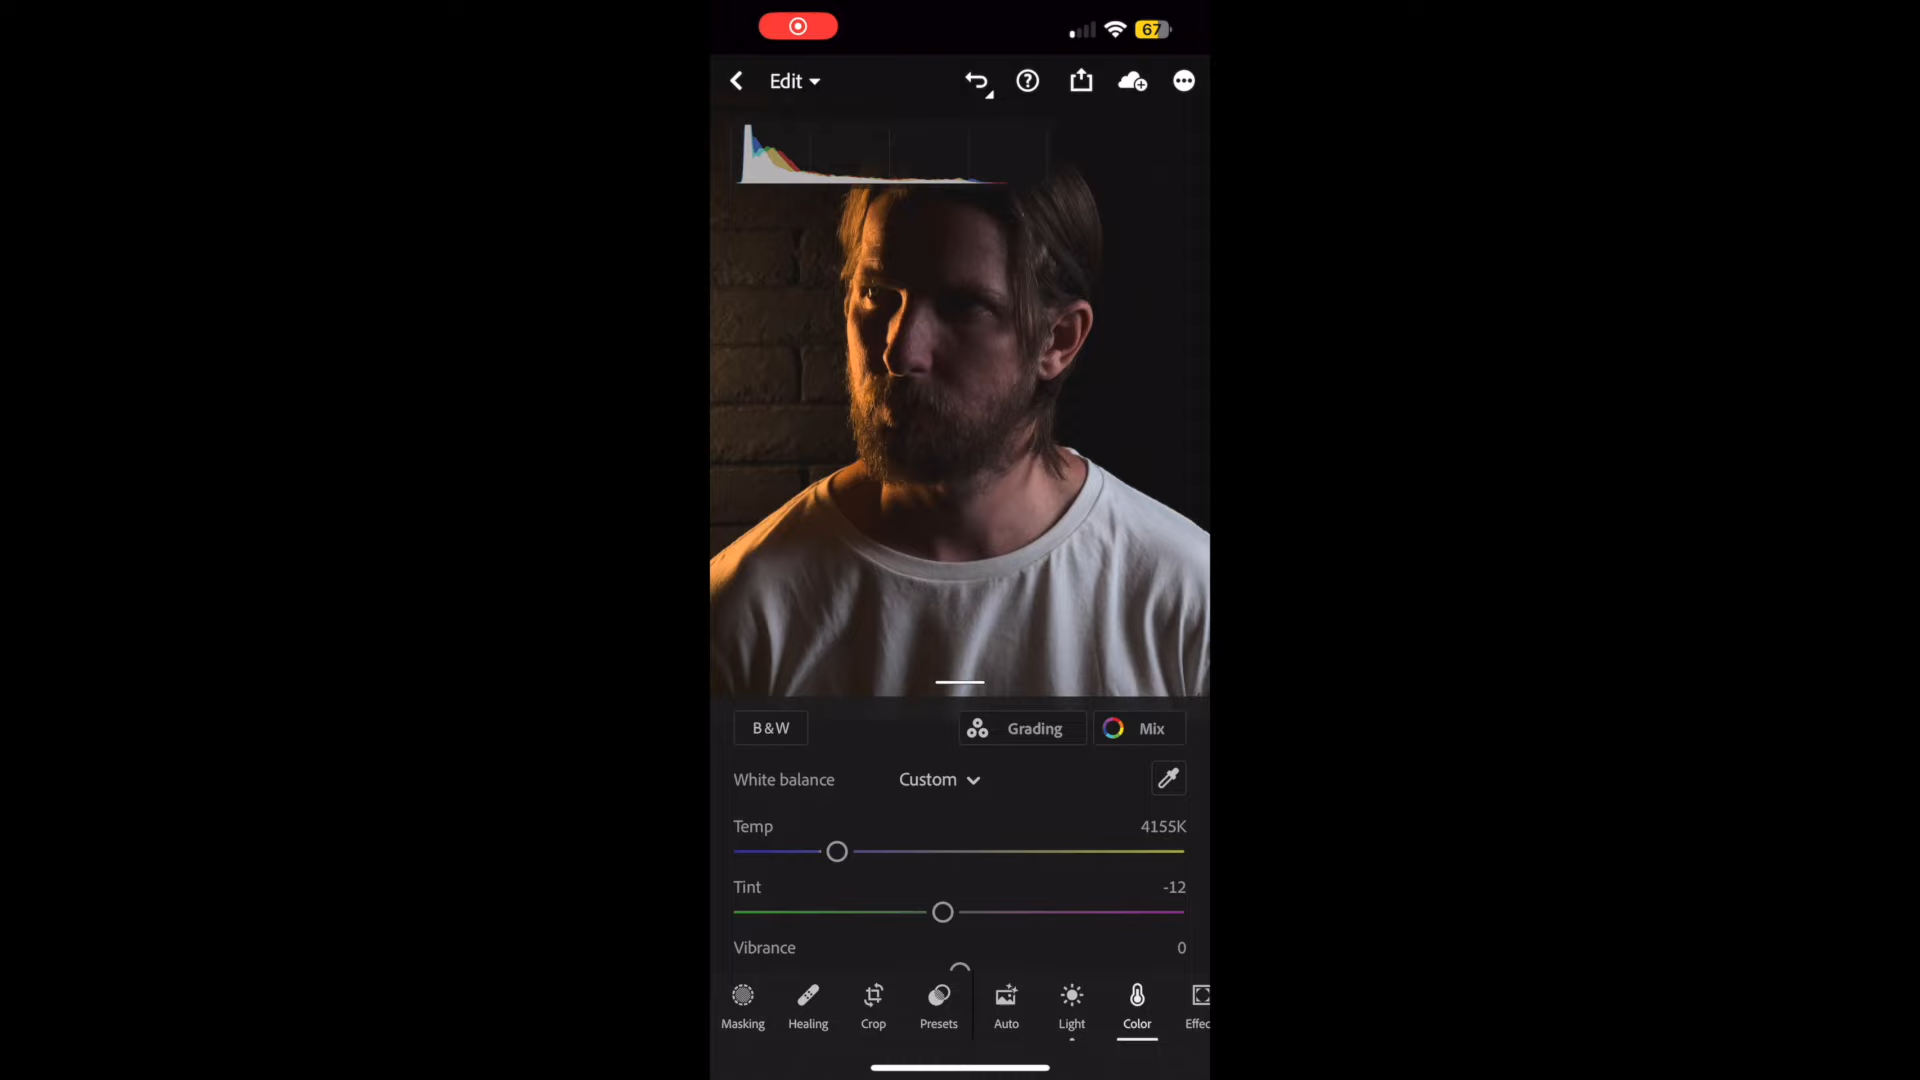 67
Edit
B&W
Grading
Mix
White balance
Custom
Temp
4155K
Tint
-12
Vibrance
0
Masking
Healing
Crop
Presets
Auto
Light
Color
Effec